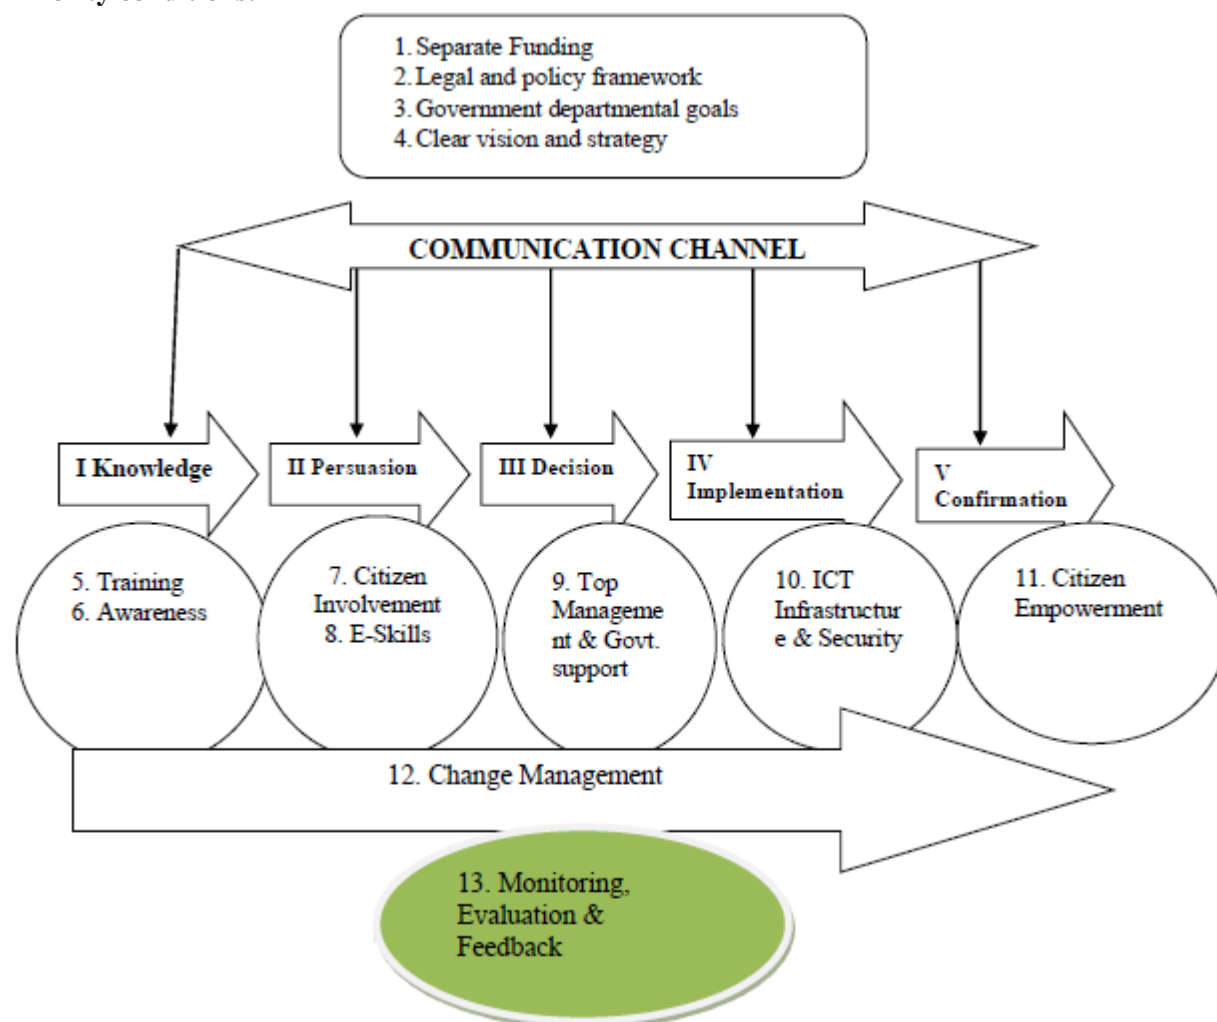 1. Separate Funding
2. Legal and policy framework
3. Government departmental goals
4. Clear vision and strategy
COMMUNICATION CHANNEL
I Knowledge
II Persuasion
III Decision
IV
Implementation
V
Confirmation
5. Training
6. Awareness
7. Citizen
Involvement
8. E-Skills
9. Top
Manageme
nt & Govt.
support
10. ICT
Infrastructur
e & Security
11. Citizen
Empowerment
12. Change Management
13. Monitoring,
Evaluation &
Feedback